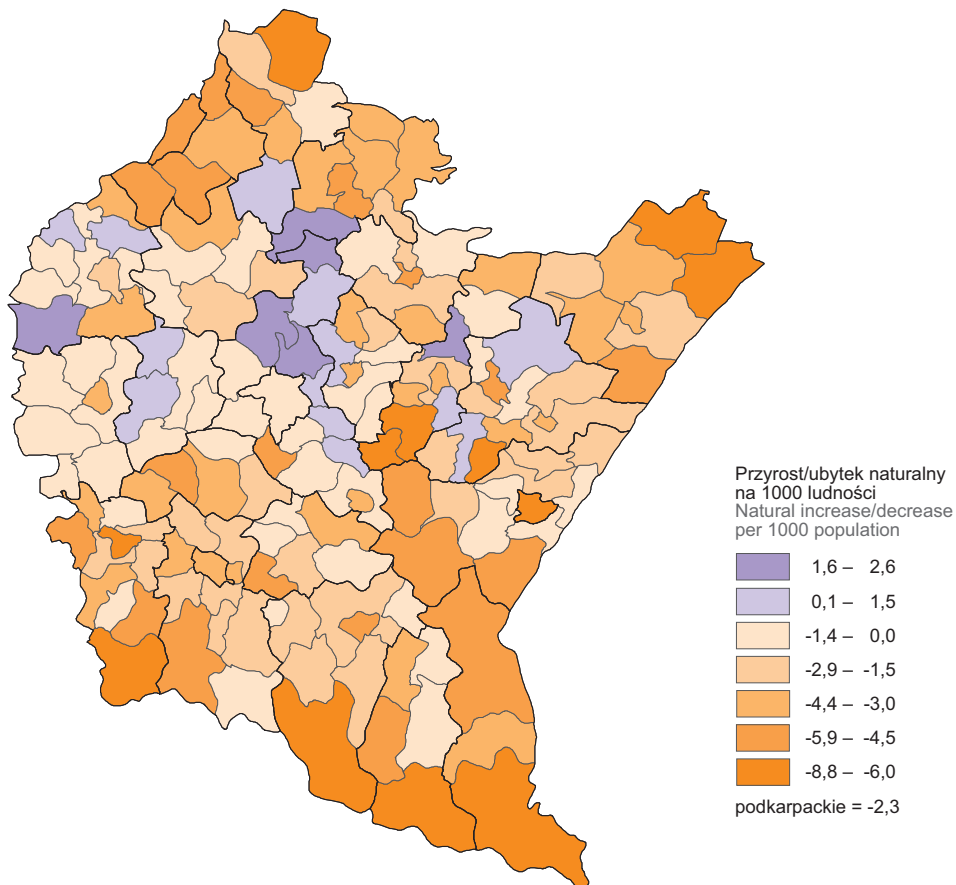 Przyrost/ubytek naturalny
na 1000 ludności
Natural increase/decrease
per 1000 population
1,6 – 2,6
0,1 – 1,5
-1,4 – 0,0
-2,9 – -1,5
-4,4 – -3,0
-5,9 – -4,5
-8,8 – -6,0
podkarpackie = -2,3